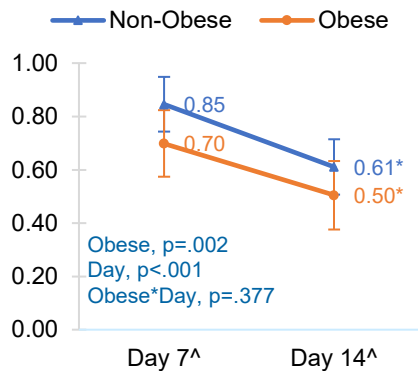 Non-Obese Obese
1.00
0.80
0.60
0.40
0.20
0.00
0.85
0.70
0.61*
0.50*
Obese, p=.002
Day, p<.001
Obese*Day, p=.377
Day 7^ Day 14^